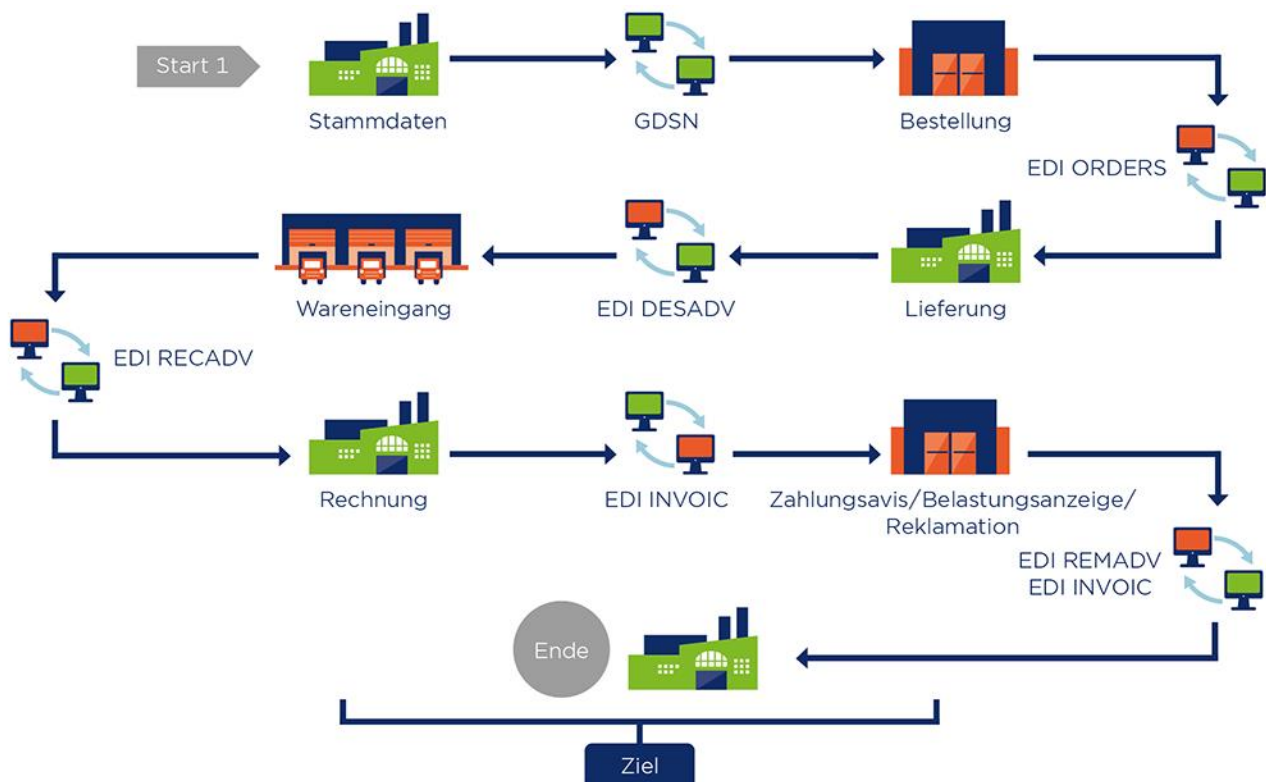 Start 1
Stammdaten
GDSN
Bestellung
EDI ORDERS
Wareneingang
EDI DESADV
Lieferung
EDI RECADV
Rechnung
EDI INVOIC
Zahlungsavis/Belastungsanzeige/
Reklamation
EDI REMADV
EDI INVOIC
Ende
Ziel